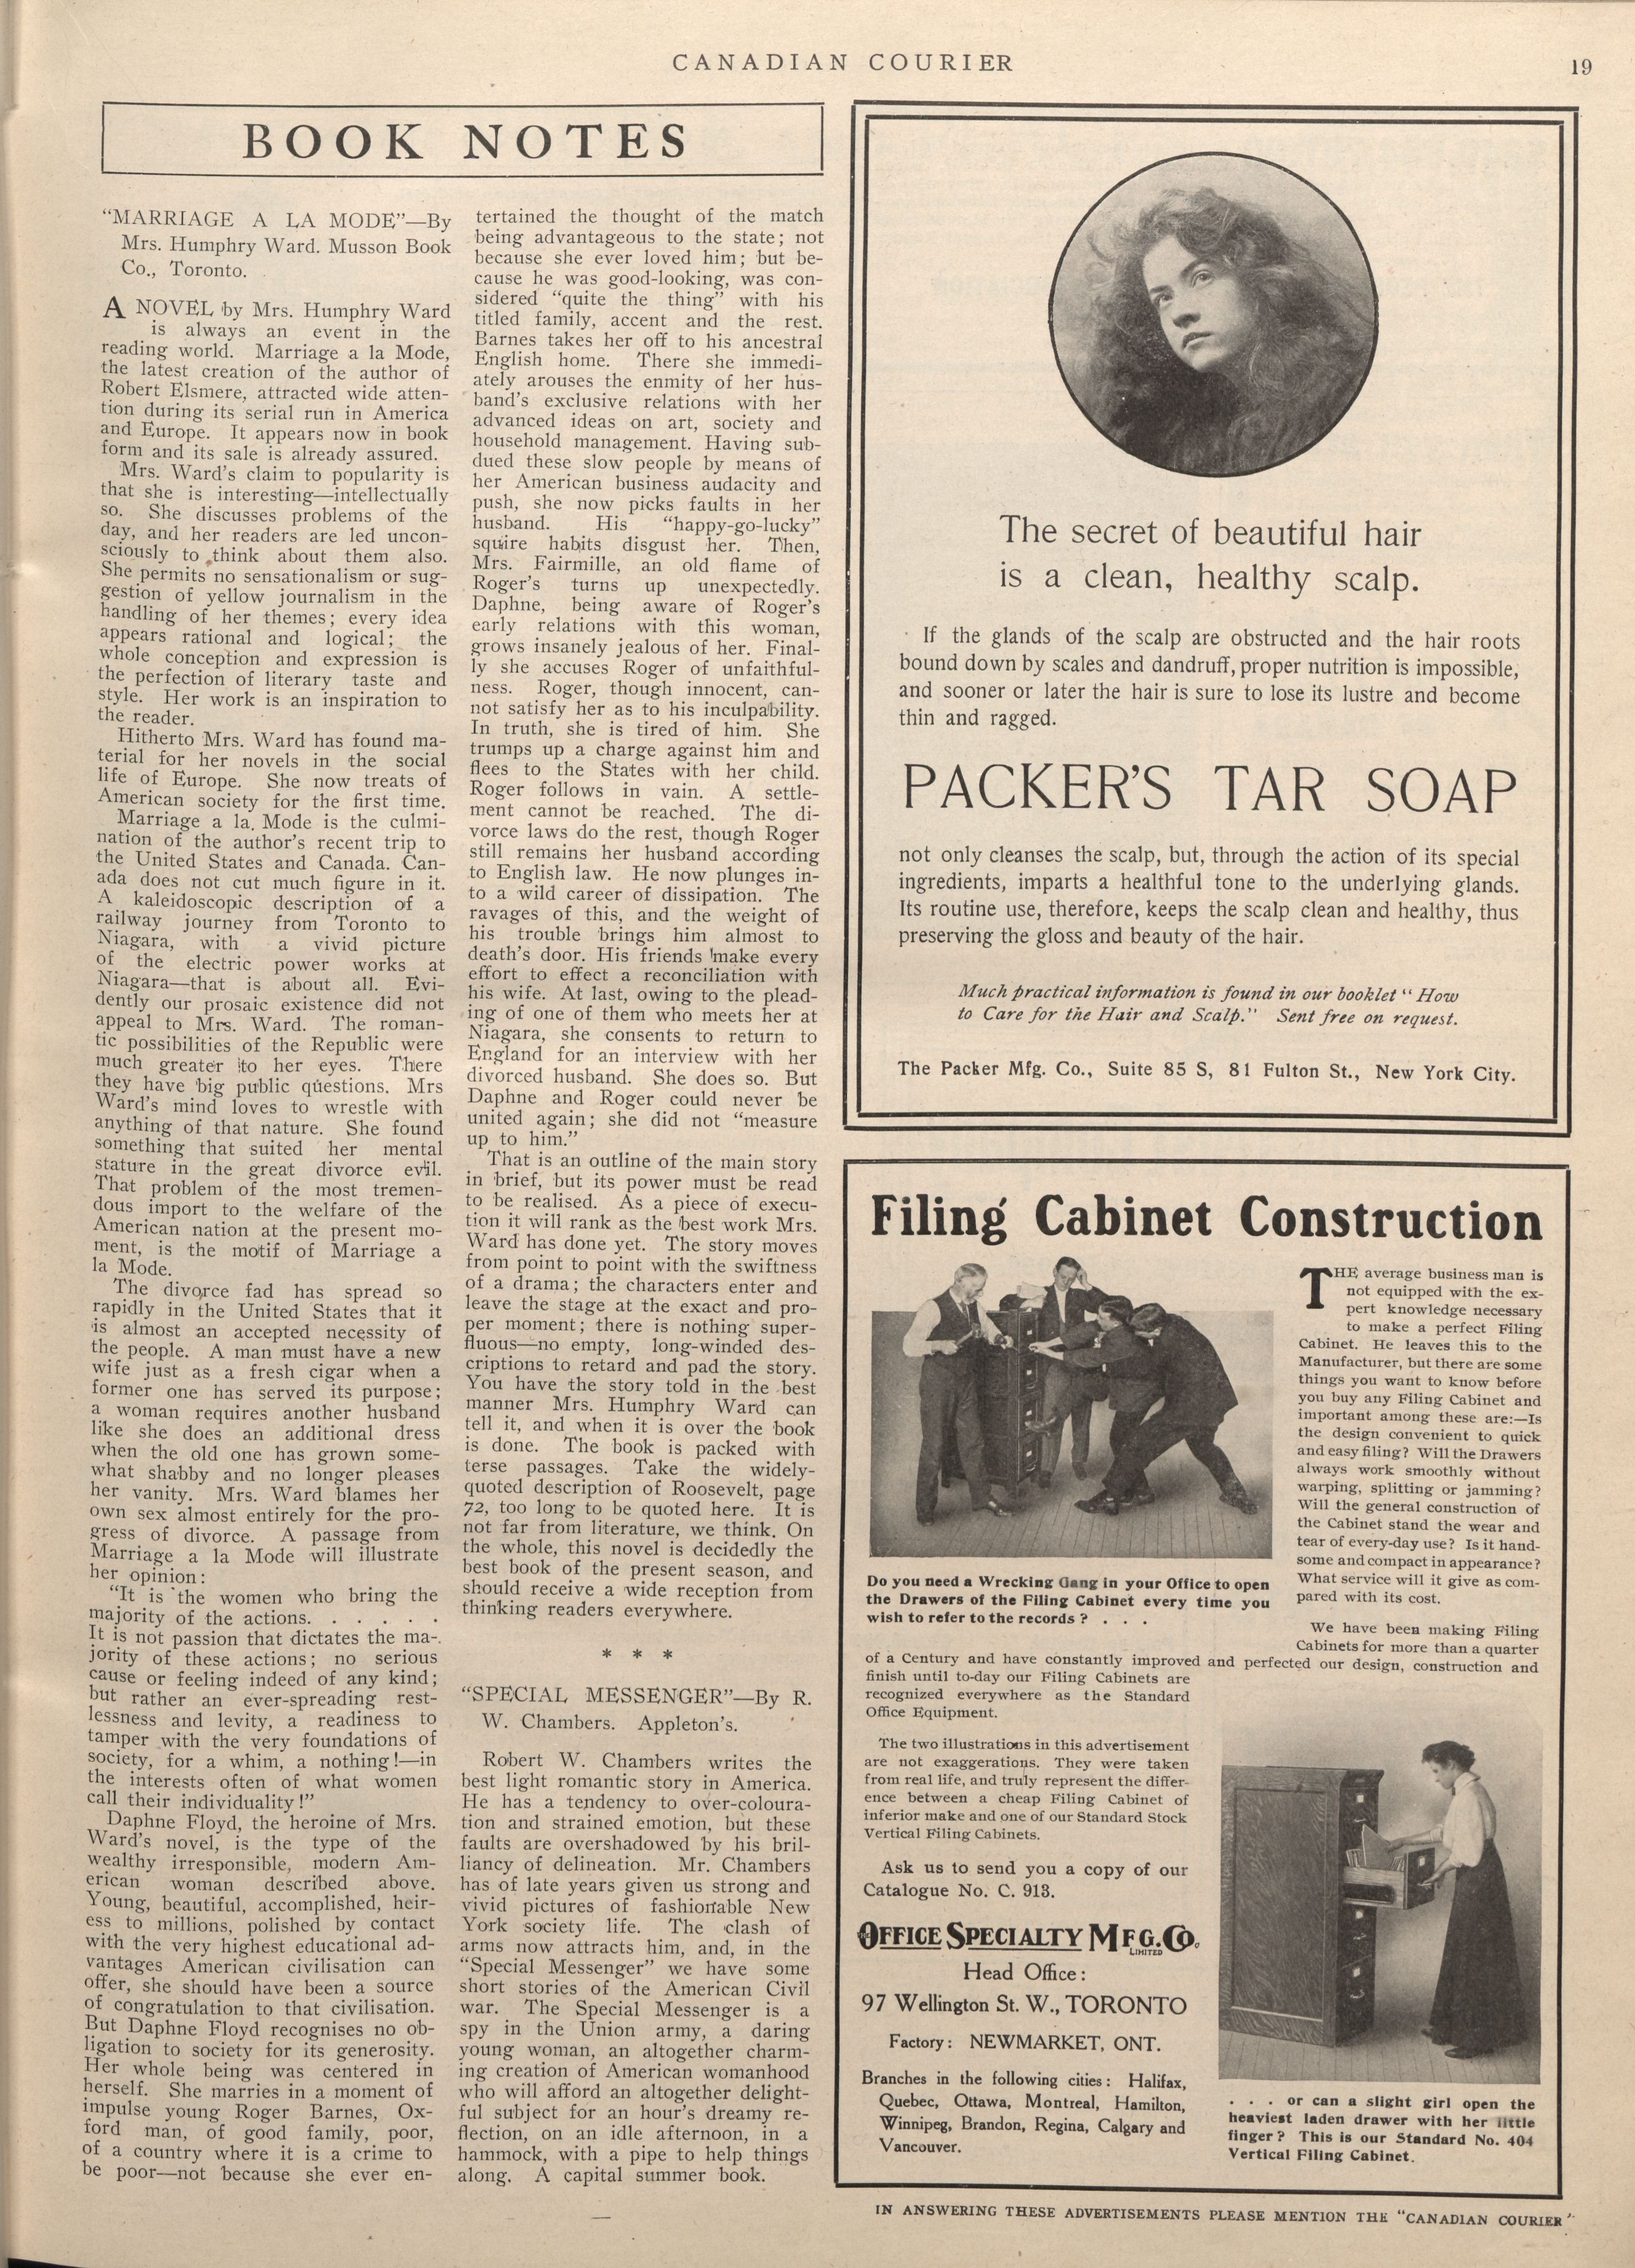 CANADIAN COURIER
19
BOOK NOTES
"MARRIAGE A LA MODE"—By
Mrs. Humphry Ward. Musson Book
Co., Toronto.
A NOVEL by Mrs. Humphry Ward
is always an event in the
reading world. Marriage a la Mode,
the latest creation of the author of
Robert Elsmere, attracted wide atten-
tion during its serial run in America
and Europe. It appears now in book
form and its sale is already assured.
Mrs. Ward's claim to popularity is
that she is interesting—intellectually
so. She discusses problems of the
day, and her readers are led uncon-
sciously to think about them also.
She permits no sensationalism or sug-
gestion of yellow journalism in the
handling of her themes; every idea
appears rational and logical; the
whole conception and expression is
the perfection of literary taste and
style. Her work is an inspiration to
the reader.
Hitherto Mrs. Ward has found ma-
terial for her novels in the social
life of Europe. She now treats of
American society for the first time.
Marriage a la Mode is the culmi-
nation of the author's recent trip to
the United States and Canada. Can-
ada does not cut much figure in it.
A kaleidoscopic description of a
railway journey from Toronto to
Niagara, with a vivid picture
of the electric power works at
Niagara—that is about all. Evi-
dently our prosaic existence did not
appeal to Mrs. Ward. The roman-
tic possibilities of the Republic were
much greater to her eyes. There
they have big public questions. Mrs
Ward's mind loves to wrestle with
anything of that nature. She found
something that suited her mental
stature in the great divorce evil.
That problem of the most tremen-
dous import to the welfare of the
American nation at the present mo-
ment, is the motif of Marriage a
la Mode.
The divorce fad has spread so
rapidly in the United States that it
is almost an accepted necessity of
the people. A man must have a new
wife just as a fresh cigar when a
former one has served its purpose;
a woman requires another husband
like she does an additional dress
when the old one has grown some-
what shabby and no longer pleases
her vanity. Mrs. Ward blames her
own sex almost entirely for the pro-
gress of divorce. A passage from
Marriage a la Mode will illustrate
her opinion:
"It is the women who bring the
majority of the actions. . . . . .
It is not passion that dictates the ma-
jority of these actions; no serious
cause or feeling indeed of any kind;
but rather an ever-spreading rest-
lessness and levity, a readiness to
tamper with the very foundations of
society, for a whim, a nothing!—in
the interests often of what women
call their individuality!"
Daphne Floyd, the heroine of Mrs.
Ward's novel, is the type of the
wealthy irresponsible, modern Am-
erican woman described above.
Young, beautiful, accomplished, heir-
ess to millions, polished by contact
with the very highest educational ad-
vantages American civilisation can
offer, she should have been a source
of congratulation to that civilisation.
But Daphne Floyd recognises no ob-
ligation to society for its generosity.
Her whole being was centered in
herself. She marries in a moment of
impulse young Roger Barnes, Ox-
ford man, of good family, poor,
of a country where it is a crime to
be poor—not because she ever en-
tertained the thought of the match
being advantageous to the state; not
because she ever loved him; but be-
cause he was good-looking, was con-
sidered "quite the thing" with his
titled family, accent and the rest.
Barnes takes her off to his ancestral
English home. There she immedi-
ately arouses the enmity of her hus-
band's exclusive relations with her
advanced ideas on art, society and
household management. Having sub-
dued these slow people by means of
her American business audacity and
push, she now picks faults in her
husband. His "happy-go-lucky"
squire habits disgust her. Then,
Mrs. Fairmille, an old flame of
Roger's turns up unexpectedly.
Daphne, being aware of Roger's
early relations with this woman,
grows insanely jealous of her. Final-
ly she accuses Roger of unfaithful-
ness. Roger, though innocent, can-
not satisfy her as to his inculpability.
In truth, she is tired of him. She
trumps up a charge against him and
flees to the States with her child.
Roger follows in vain. A settle-
ment cannot be reached. The di-
vorce laws do the rest, though Roger
still remains her husband according
to English law. He now plunges in-
to a wild career of dissipation. The
ravages of this, and the weight of
his trouble brings him almost to
death's door. His friends make every
effort to effect a reconciliation with
his wife. At last, owing to the plead-
ing of one of them who meets her at
Niagara, she consents to return to
England for an interview with her
divorced husband. She does so. But
Daphne and Roger could never be
united again; she did not "measure
up to him."
That is an outline of the main story
in brief, but its power must be read
to be realised. As a piece of execu-
tion it will rank as the best work Mrs.
Ward has done yet. The story moves
from point to point with the swiftness
of a drama; the characters enter and
leave the stage at the exact and pro-
per moment; there is nothing super-
fluous—no empty, long-winded des-
criptions to retard and pad the story.
You have the story told in the best
manner Mrs. Humphry Ward can
tell it, and when it is over the book
is done. The book is packed with
terse passages. Take the widely-
quoted description of Roosevelt, page
72, too long to be quoted here. It is
not far from literature, we think. On
the whole, this novel is decidedly the
best book of the present season, and
should receive a wide reception from
thinking readers everywhere.
* * *
"SPECIAL MESSENGER"—By R.
W. Chambers. Appleton's.
Robert W. Chambers writes the
best light romantic story in America.
He has a tendency to over-coloura-
tion and strained emotion, but these
faults are overshadowed by his bril-
liancy of delineation. Mr. Chambers
has of late years given us strong and
vivid pictures of fashionable New
York society life. The clash of
arms now attracts him, and, in the
"Special Messenger" we have some
short stories of the American Civil
war. The Special Messenger is a
spy in the Union army, a daring
young woman, an altogether charm-
ing creation of American womanhood
who will afford an altogether delight-
ful subject for an hour's dreamy re-
flection, on an idle afternoon, in a
hammock, with a pipe to help things
along. A capital summer book.
The secret of beautiful hair
is a clean, healthy scalp.
If the glands of the scalp are obstructed and the hair roots
bound down by scales and dandruff, proper nutrition is impossible,
and sooner or later the hair is sure to lose its lustre and become
thin and ragged.
PACKER'S TAR SOAP
not only cleanses the scalp, but, through the action of its special
ingredients, imparts a healthful tone to the underlying glands.
Its routine use, therefore, keeps the scalp clean and healthy, thus
preserving the gloss and beauty of the hair.
Much practical information is found in our booklet "How
to Care for the Hair and Scalp." Sent free on request.
The Packer Mfg. Co., Suite 85 S, 81 Fulton St., New York City.
Filing Cabinet Construction
THE average business man is
not equipped with the ex-
pert knowledge necessary
to make a perfect Filing
Cabinet. He leaves this to the
Manufacturer, but there are some
things you want to know before
you buy any Filing Cabinet and
important among these are:—Is
the design convenient to quick
and easy filing? Will the Drawers
always work smoothly without
warping, splitting or jamming?
Will the general construction of
the Cabinet stand the wear and
tear of every-day use? Is it hand-
some and compact in appearance?
What service will it give as com-
pared with its cost.
Do you need a Wrecking Gang in your Office to open
the Drawers of the Filing Cabinet every time you
wish to refer to the records? . . .
We have been making Filing
Cabinets for more than a quarter
of a Century and have constantly improved and perfected our design, construction and
finish until to-day our Filing Cabinets are
recognized everywhere as the Standard
Office Equipment.
The two illustrations in this advertisement
are not exaggerations. They were taken
from real life, and truly represent the differ-
ence between a cheap Filing Cabinet of
inferior make and one of our Standard Stock
Vertical Filing Cabinets.
Ask us to send you a copy of our
Catalogue No. C. 913.
THE OFFICE SPECIALTY MFG. CO.
LIMITED
Head Office:
97 Wellington St. W., TORONTO
Factory: NEWMARKET, ONT.
Branches in the following cities: Halifax,
Quebec, Ottawa, Montreal, Hamilton,
Winnipeg, Brandon, Regina, Calgary and
Vancouver.
. . . or can a slight girl open the
heaviest laden drawer with her little
finger? This is our Standard No. 404
Vertical Filing Cabinet.
IN ANSWERING THESE ADVERTISEMENTS PLEASE MENTION THE "CANADIAN COURIER"